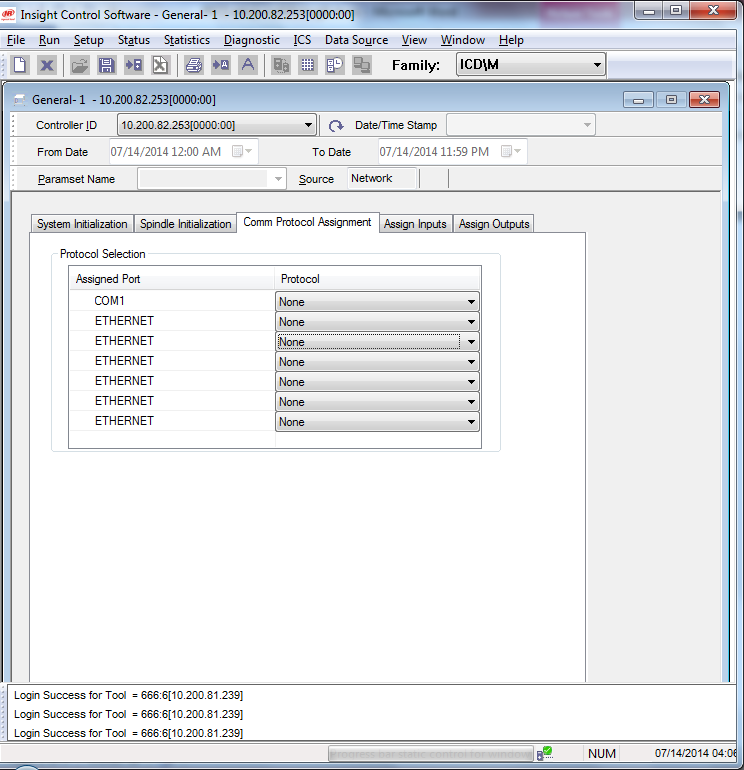 Insight Control Software - General- 1 - 10.200.82.253[0000:00]
File Run Setup Status Statistics Diagnostic ICS Data Source View Window Help
Family: ICD\M
General- 1 - 10.200.82.253[0000:00]
Controller ID 10.200.82.253[0000:00] Date/Time Stamp
From Date 07/14/2014 12:00 AM To Date 07/14/2014 11:59 PM
Paramset Name Source Network
System Initialization Spindle Initialization Comm Protocol Assignment Assign Inputs Assign Outputs
Protocol Selection
Assigned Port Protocol
COM1 None
ETHERNET None
ETHERNET None
ETHERNET None
ETHERNET None
ETHERNET None
ETHERNET None
Login Success for Tool = 666:6[10.200.81.239]
Login Success for Tool = 666:6[10.200.81.239]
Login Success for Tool = 666:6[10.200.81.239]
NUM 07/14/2014 04:06